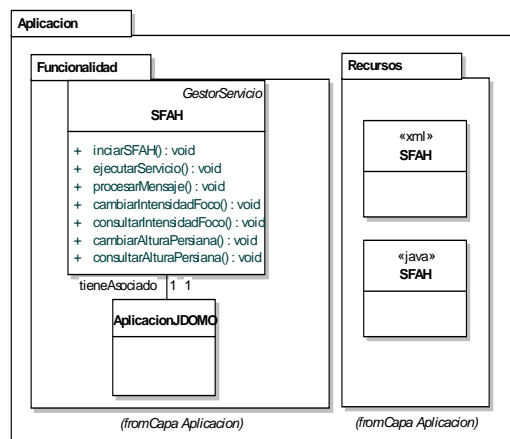 Aplicacion
Funcionalidad
GestorServicio
SFAH
+ inciarSFAH() : void
+ ejecutarServicio() : void
+ procesarMensaje() : void
+ cambiarIntensidadFoco() : void
+ consultarIntensidadFoco() : void
+ cambiarAlturaPersiana() : void
+ consultarAlturaPersiana() : void
tieneAsociado 1 1
AplicacionJDOMO
(fromCapa Aplicacion)
Recursos
«xml»
SFAH
«java»
SFAH
(fromCapa Aplicacion)